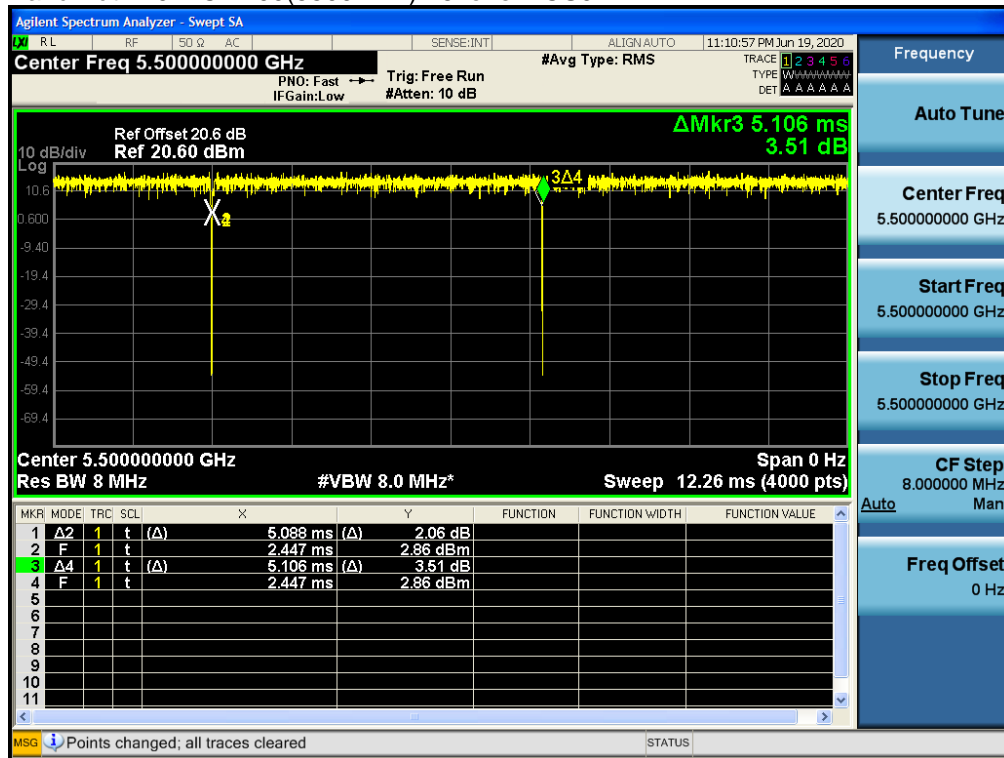 Agilent Spectrum Analyzer - Swept SA
LXI RL RF 50 Ω AC SENSE:INT ALIGNAUTO 11:10:57 PM Jun 19, 2020
Center Freq 5.500000000 GHz #Avg Type: RMS TRACE 1 2 3 4 5 6
PNO: Fast Trig: Free Run TYPE
IFGain:Low #Atten: 10 dB DET A A A A A A
Frequency
Auto Tune
Center Freq
5.500000000 GHz
Start Freq
5.500000000 GHz
Stop Freq
5.500000000 GHz
CF Step
8.000000 MHz
Auto Man
Freq Offset
0 Hz
ΔMkr3 5.106 ms
3.51 dB
Ref Offset 20.6 dB
10 dB/div Ref 20.60 dBm
Log
3Δ4
10.6
0.600
-9.40
-19.4
-29.4
-39.4
-49.4
-59.4
-69.4
Center 5.500000000 GHz Span 0 Hz
Res BW 8 MHz #VBW 8.0 MHz* Sweep 12.26 ms (4000 pts)
MKR MODE TRC SCL X Y FUNCTION FUNCTION WIDTH FUNCTION VALUE
1 Δ2 1 t (Δ) 5.088 ms (Δ) 2.06 dB
2 F 1 t 2.447 ms 2.86 dBm
3 Δ4 1 t (Δ) 5.106 ms (Δ) 3.51 dB
4 F 1 t 2.447 ms 2.86 dBm
5
6
7
8
9
10
11
MSG Points changed; all traces cleared STATUS